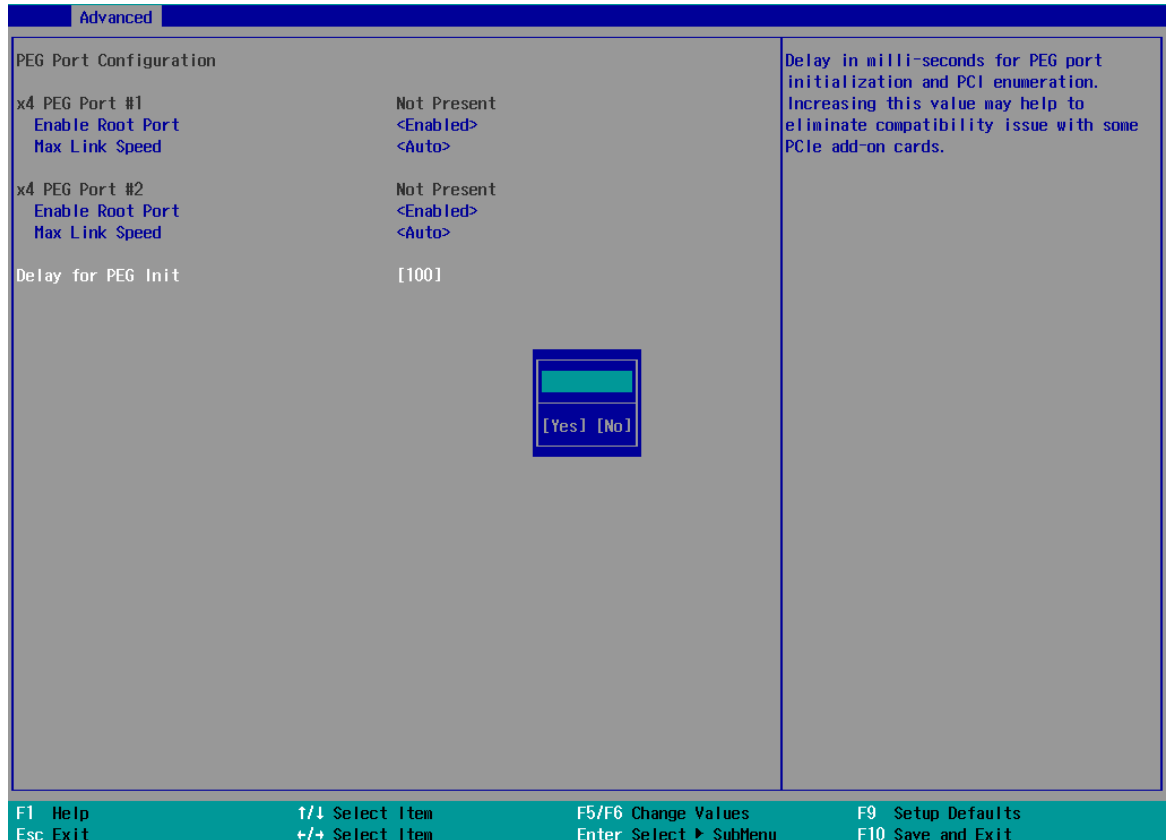 Advanced
PEG Port Configuration
x4 PEG Port #1 Not Present
Enable Root Port <Enabled>
Max Link Speed <Auto>
x4 PEG Port #2 Not Present
Enable Root Port <Enabled>
Max Link Speed <Auto>
Delay for PEG Init [100]
Delay in milli-seconds for PEG port
initialization and PCI enumeration.
Increasing this value may help to
eliminate compatibility issue with some
PCIe add-on cards.
[Yes] [No]
F1 Help ↑/↓ Select Item F5/F6 Change Values F9 Setup Defaults
Esc Exit ←/→ Select Item Enter Select ▶ SubMenu F10 Save and Exit